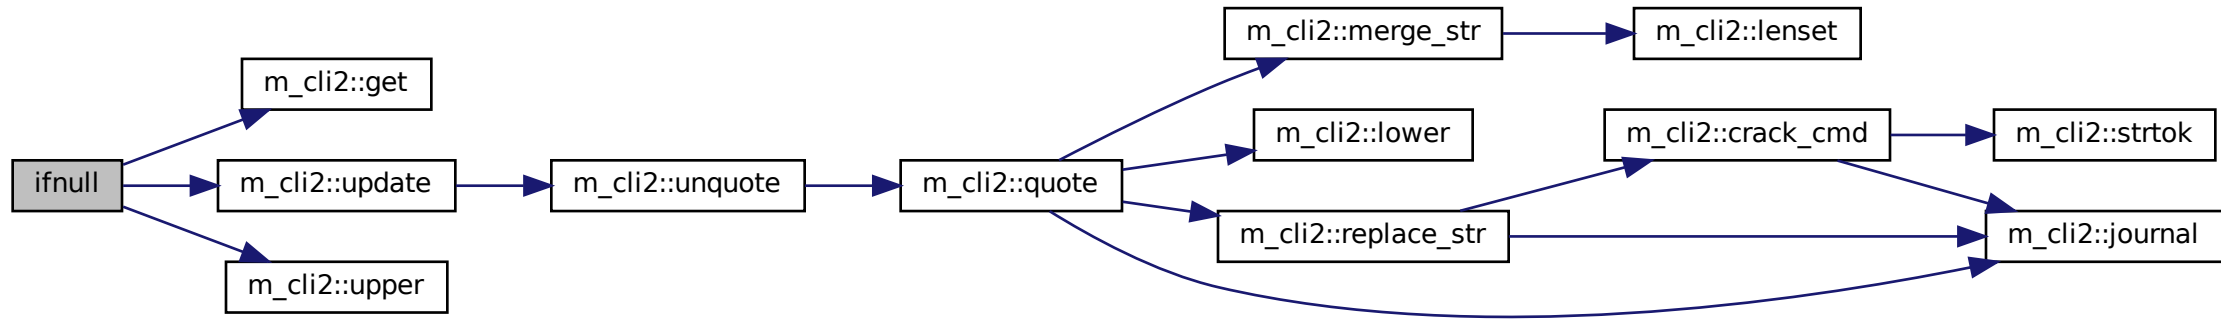 ifnull
m_cli2::get
m_cli2::update
m_cli2::upper
m_cli2::unquote
m_cli2::quote
m_cli2::merge_str
m_cli2::lower
m_cli2::replace_str
m_cli2::lenset
m_cli2::crack_cmd
m_cli2::strtok
m_cli2::journal